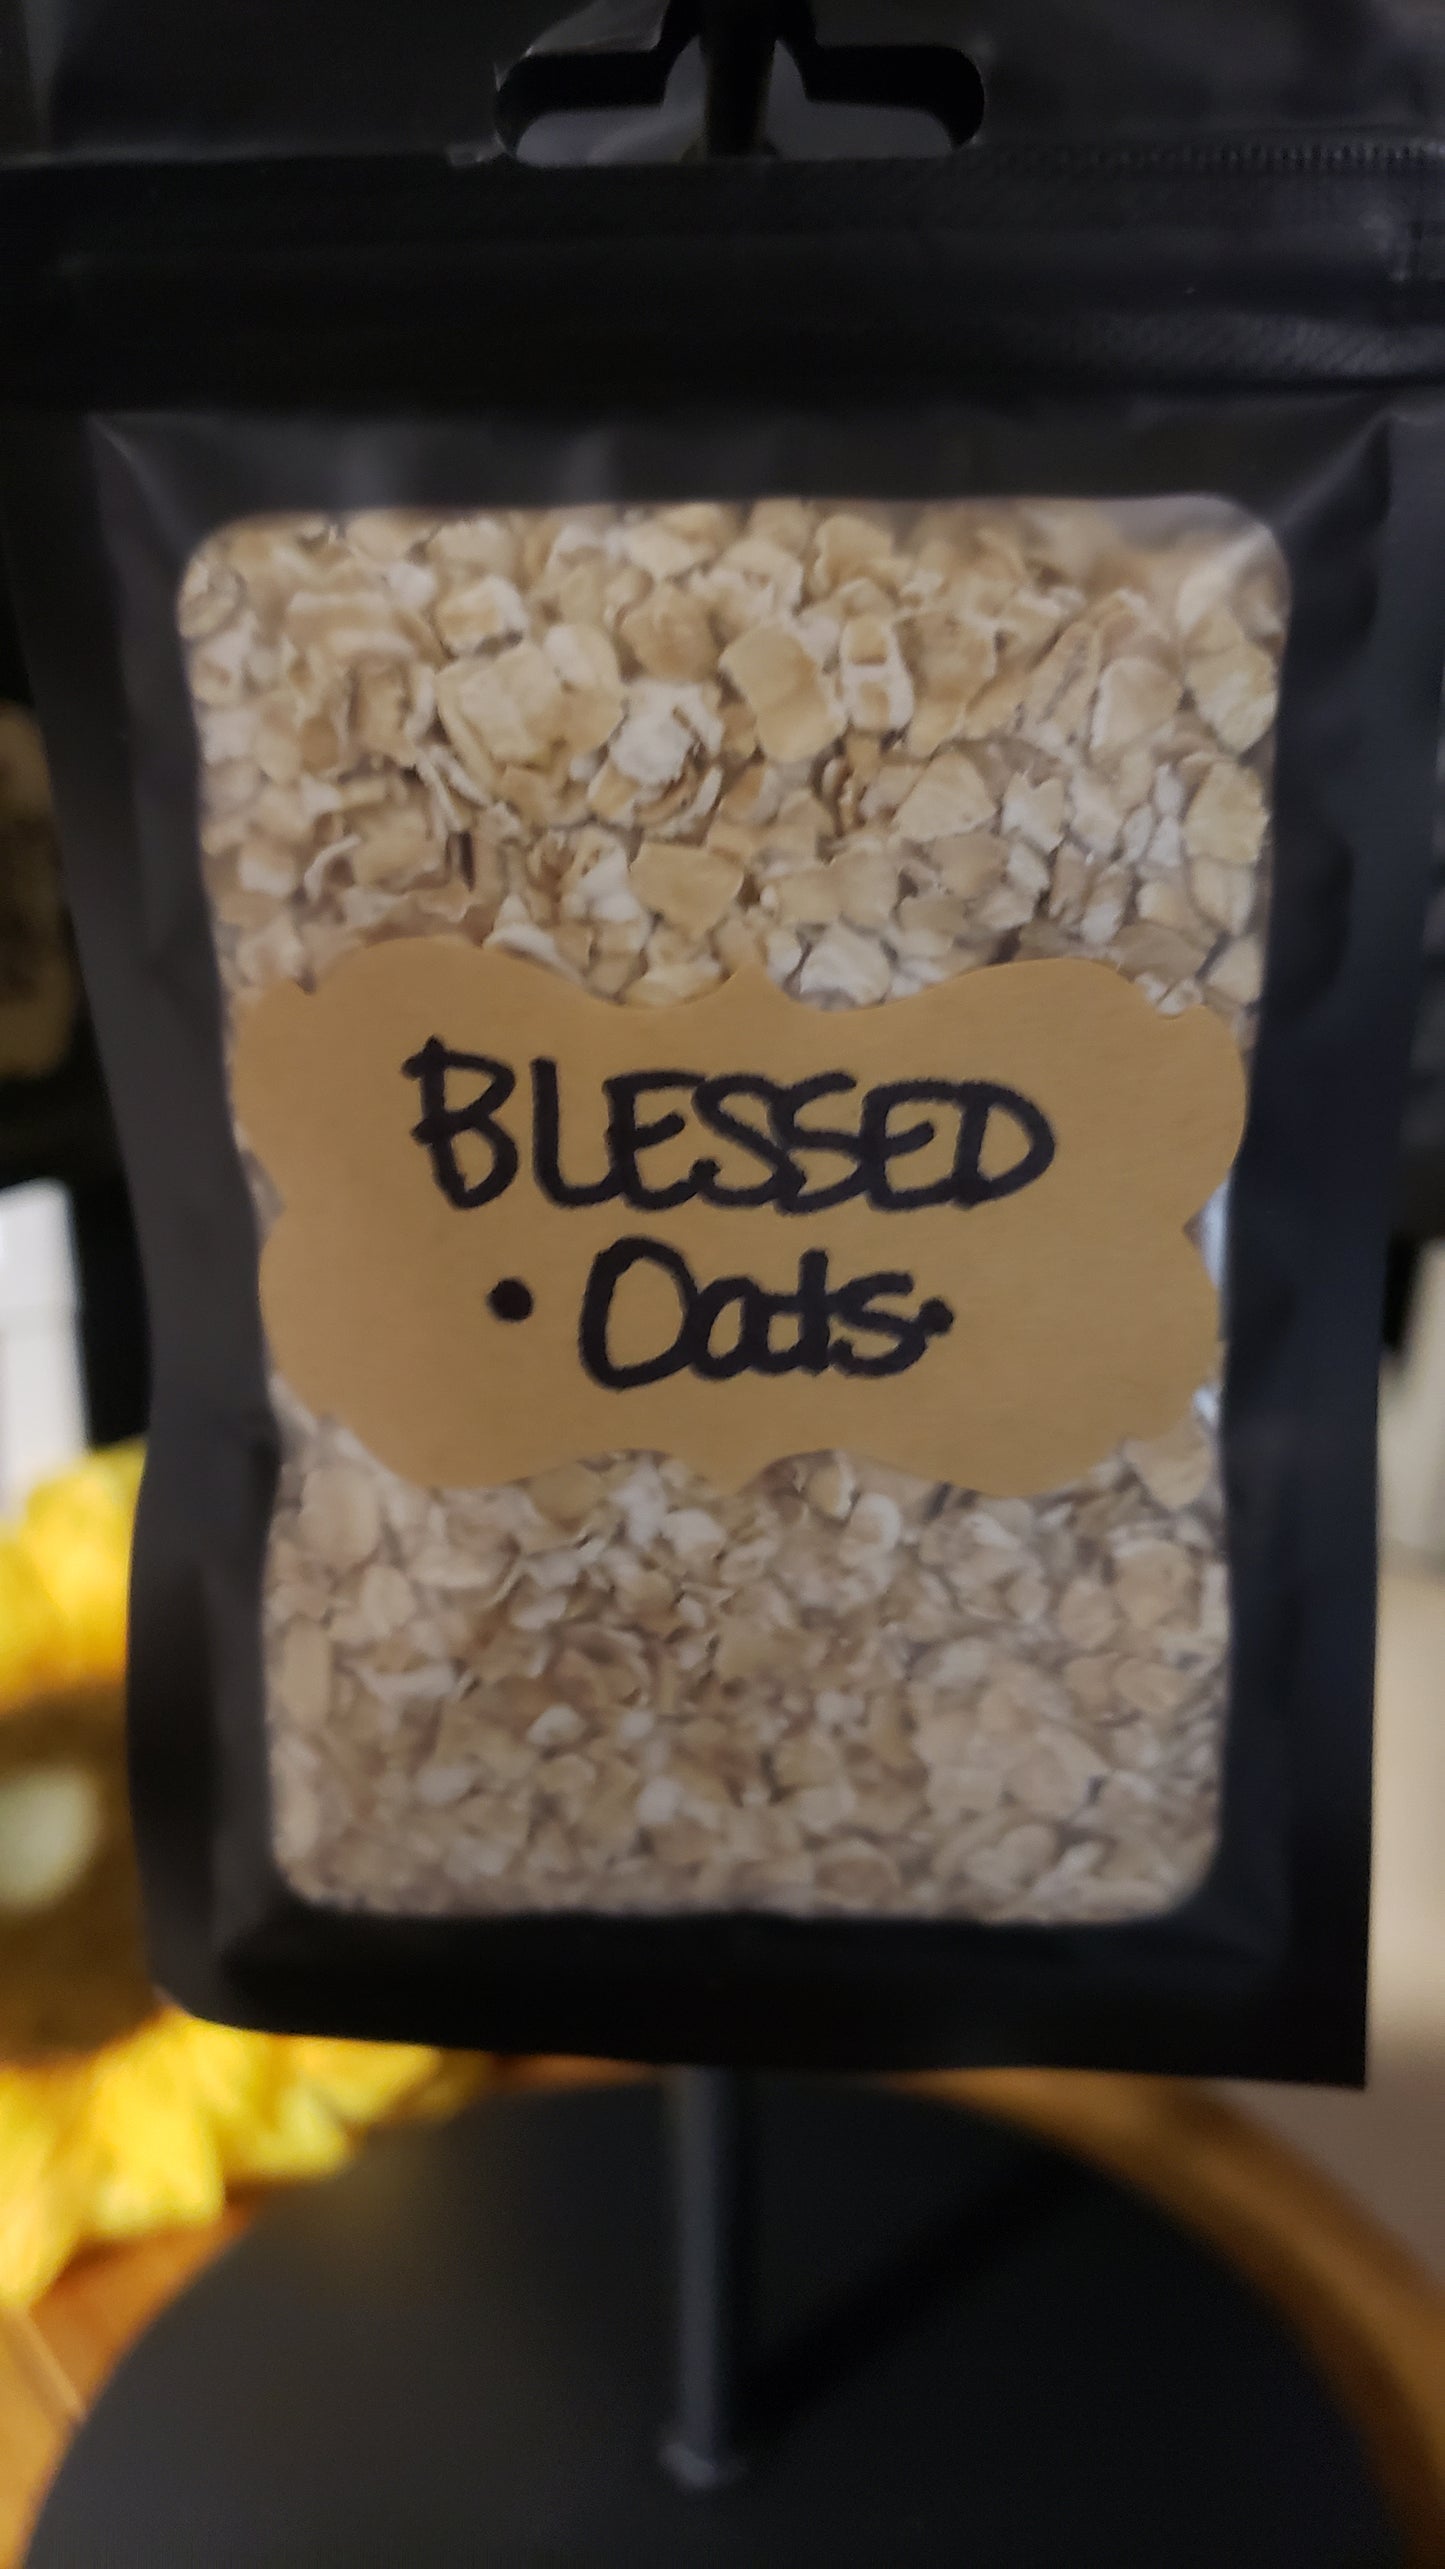 BLESSED
• Oats •